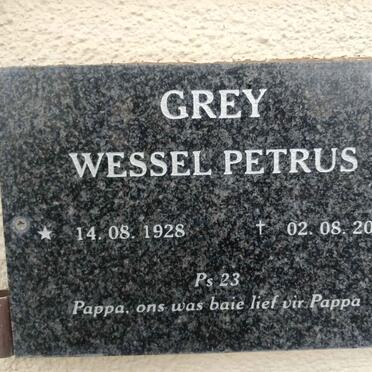 GREY
WESSEL PETRUS
★ 14. 08. 1928 † 02. 08. 20
Ps 23
Pappa, ons was baie lief vir Pappa